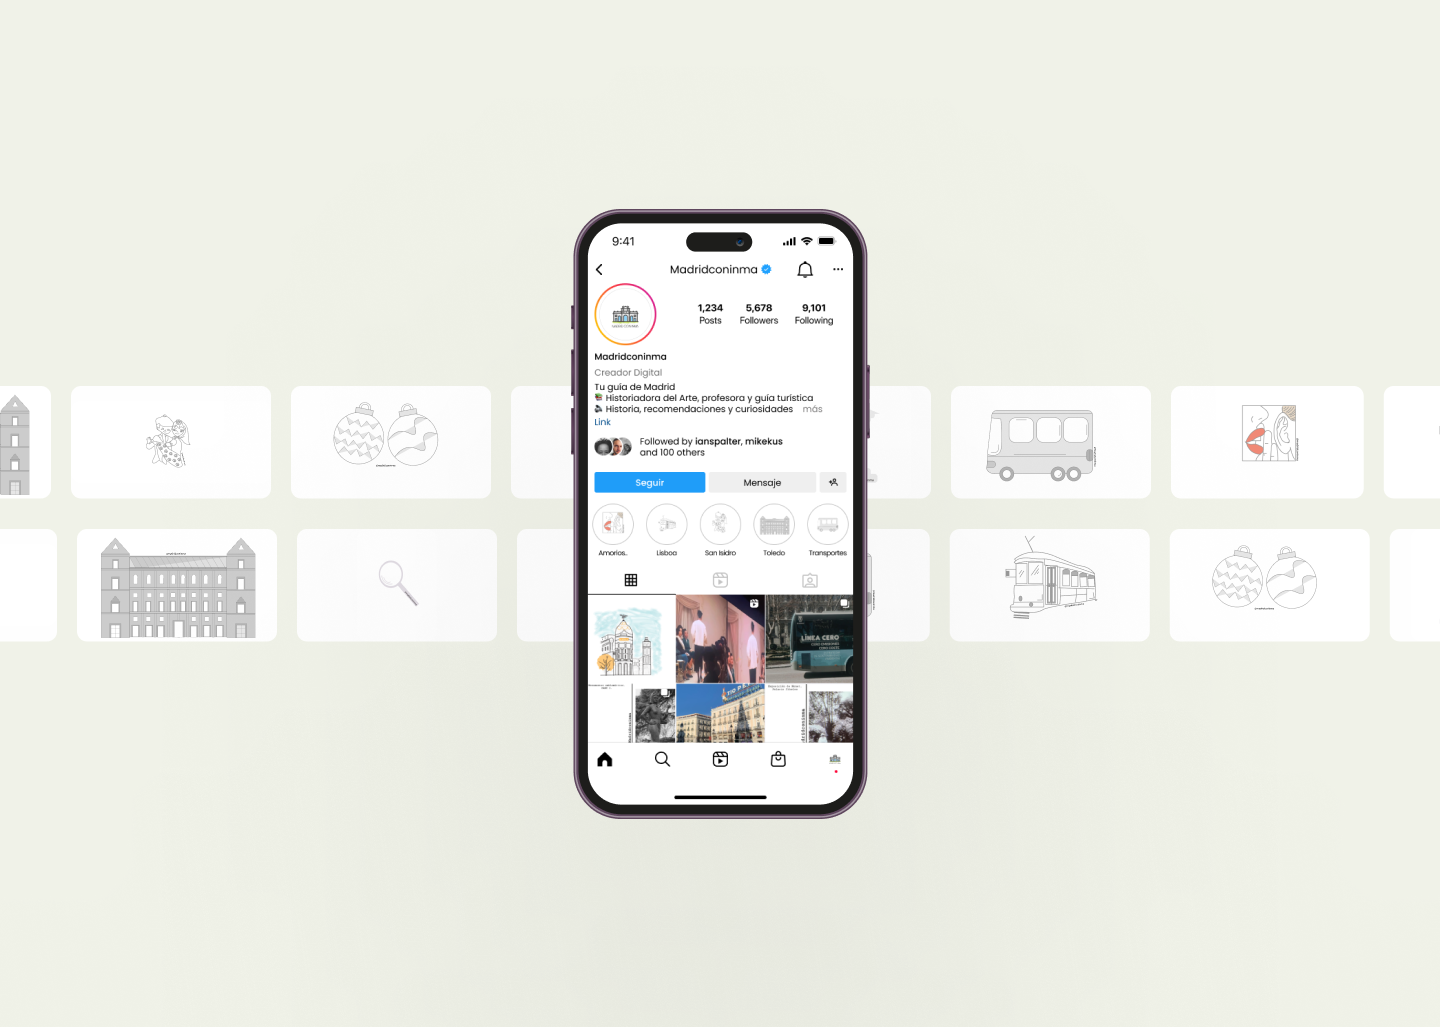 9:41
Madridconinma
1,234 5,678 9,101
Posts Followers Following
Madridconinma
Creador Digital
Tu guía de Madrid
Historiadora del Arte, profesora y guía turística
Historia, recomendaciones y curiosidades más
Link
Followed by ianspalter, mikekus
and 100 others
Seguir Mensaje
Amorios.. Lisboa San Isidro Toledo Transportes
LÍNEA CERO